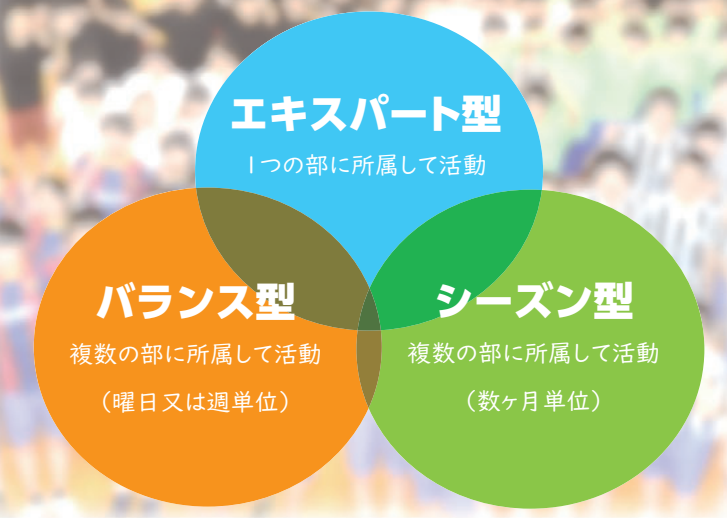 エキスパート型
1つの部に所属して活動
バランス型
複数の部に所属して活動
（曜日又は週単位）
シーズン型
複数の部に所属して活動
（数ヶ月単位）